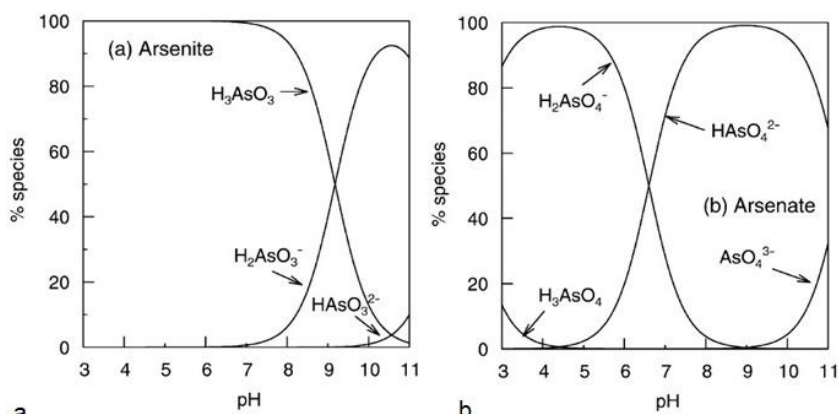 100
80
60
40
20
0
% species
(a) Arsenite
H₃AsO₃
H₂AsO₃⁻
HAsO₃²⁻
3 4 5 6 7 8 9 10 11
pH
a
100
80
60
40
20
0
% species
H₂AsO₄⁻
HAsO₄²⁻
(b) Arsenate
AsO₄³⁻
H₃AsO₄
3 4 5 6 7 8 9 10 11
pH
b